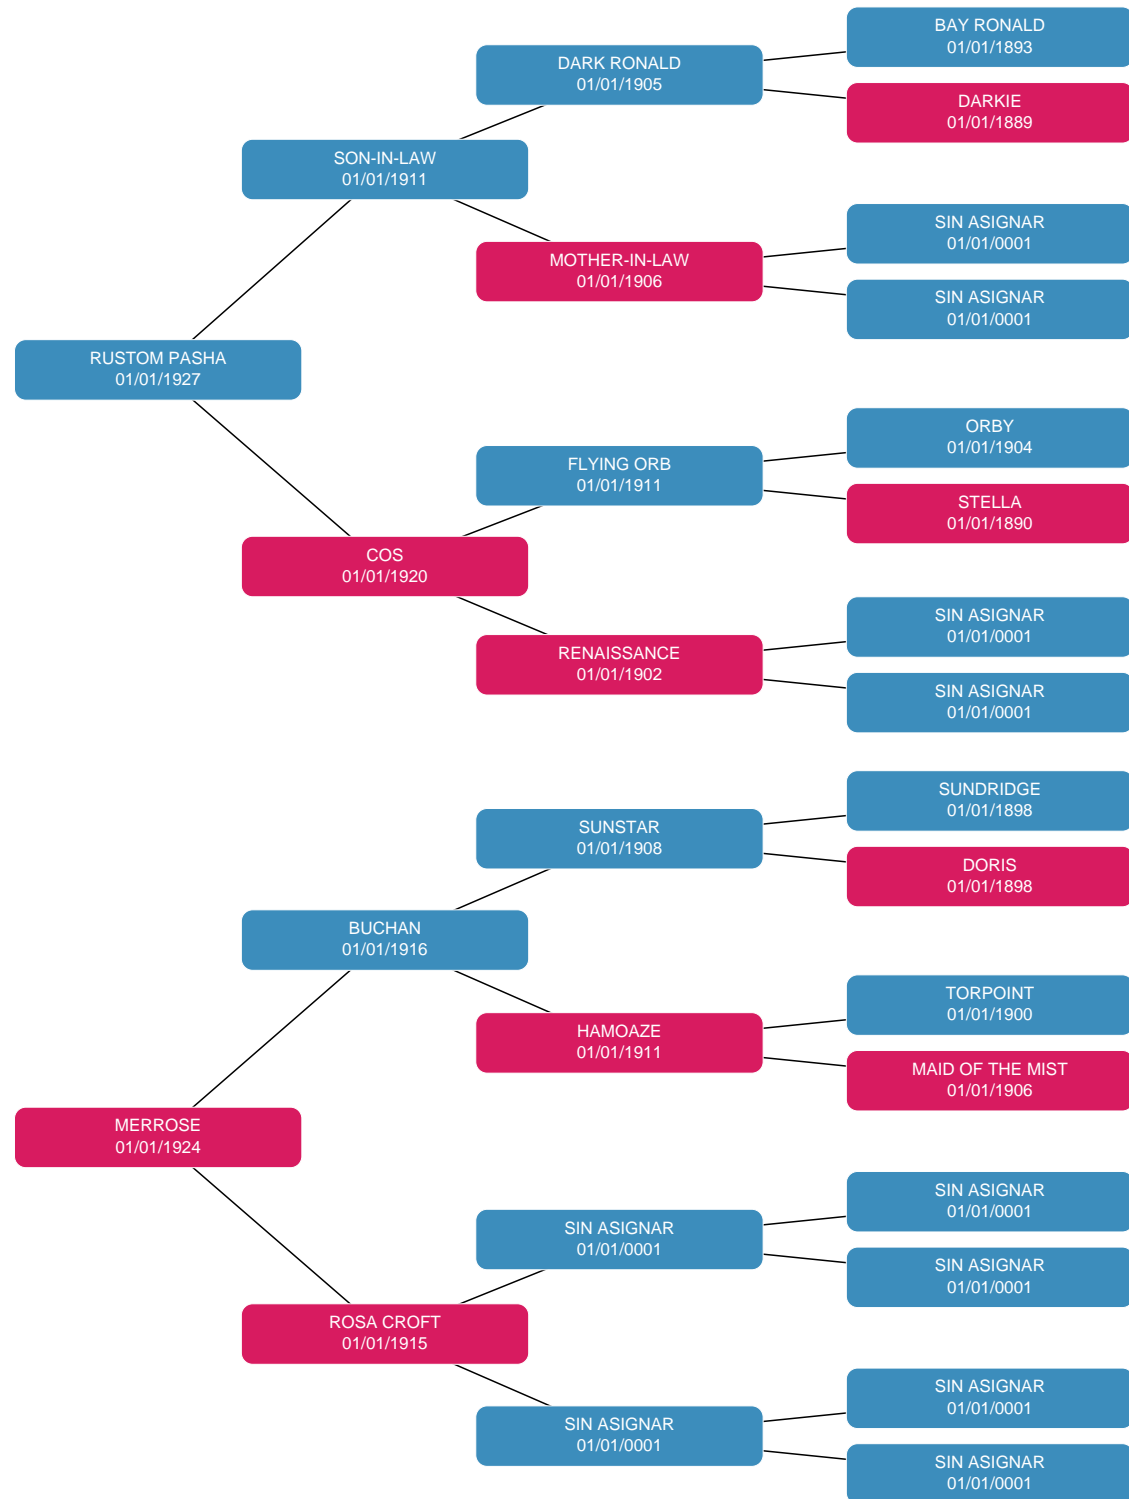 BAY RONALD
01/01/1893
DARK RONALD
01/01/1905
DARKIE
01/01/1889
SON-IN-LAW
01/01/1911
SIN ASIGNAR
01/01/0001
MOTHER-IN-LAW
01/01/1906
SIN ASIGNAR
01/01/0001
RUSTOM PASHA
01/01/1927
ORBY
01/01/1904
FLYING ORB
01/01/1911
STELLA
01/01/1890
COS
01/01/1920
SIN ASIGNAR
01/01/0001
RENAISSANCE
01/01/1902
SIN ASIGNAR
01/01/0001
SUNDRIDGE
01/01/1898
SUNSTAR
01/01/1908
DORIS
01/01/1898
BUCHAN
01/01/1916
TORPOINT
01/01/1900
HAMOAZE
01/01/1911
MAID OF THE MIST
01/01/1906
MERROSE
01/01/1924
SIN ASIGNAR
01/01/0001
SIN ASIGNAR
01/01/0001
SIN ASIGNAR
01/01/0001
ROSA CROFT
01/01/1915
SIN ASIGNAR
01/01/0001
SIN ASIGNAR
01/01/0001
SIN ASIGNAR
01/01/0001